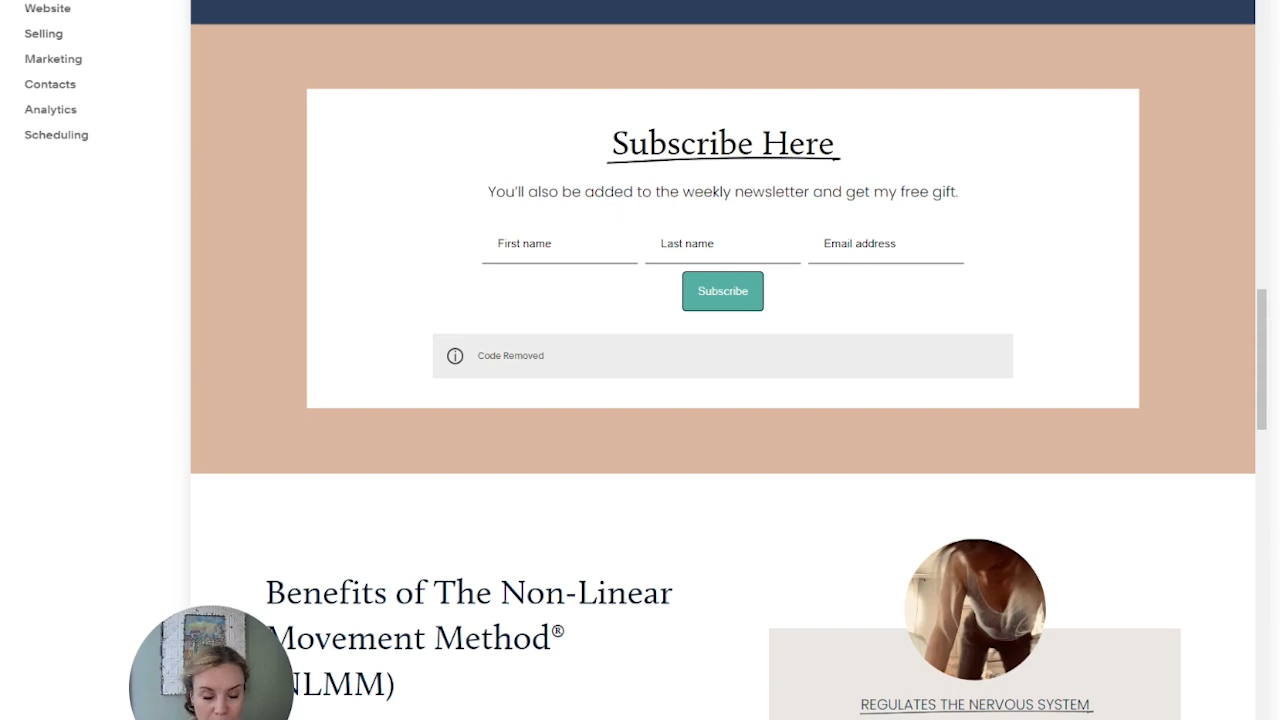 Website
Selling
Marketing
Contacts
Analytics
Scheduling
Subscribe Here
You'll also be added to the weekly newsletter and get my free gift.
First name
Last name
Email address
Subscribe
Code Removed
Benefits of The Non-Linear
Movement Method®
NLMM)
REGULATES THE NERVOUS SYSTEM